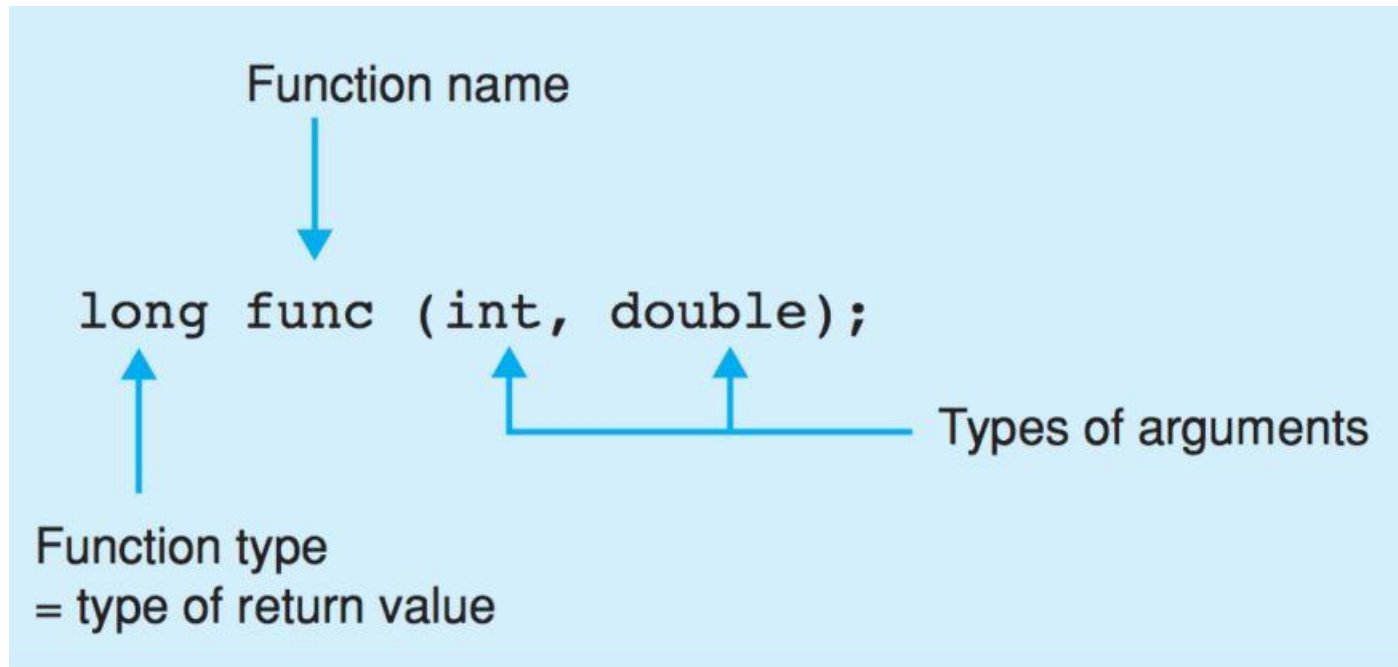 Function name
long func (int, double);
Types of arguments
Function type
= type of return value